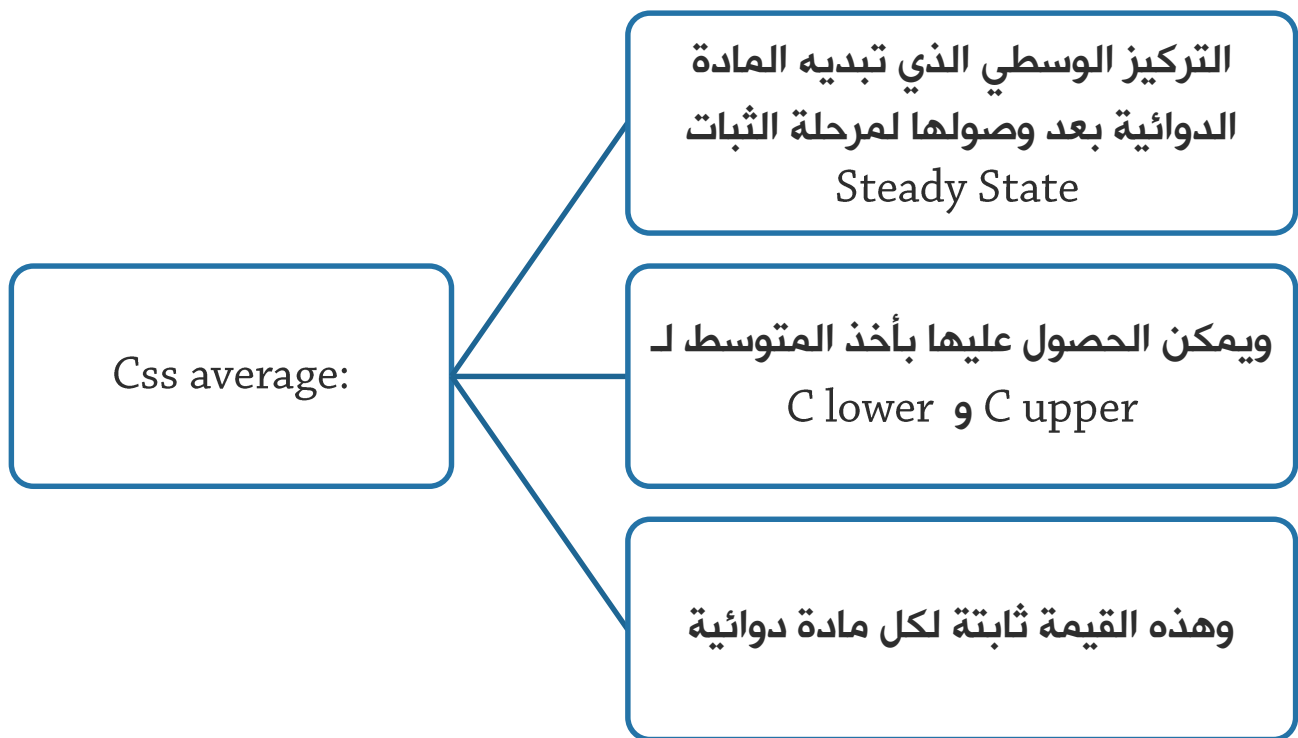 Css average:
التركيز الوسطي الذي تبديه المادة
الدوائية بعد وصولها لمرحلة الثبات
Steady State
ويمكن الحصول عليها بأخذ المتوسط لـ
C upper و C lower
وهذه القيمة ثابتة لكل مادة دوائية